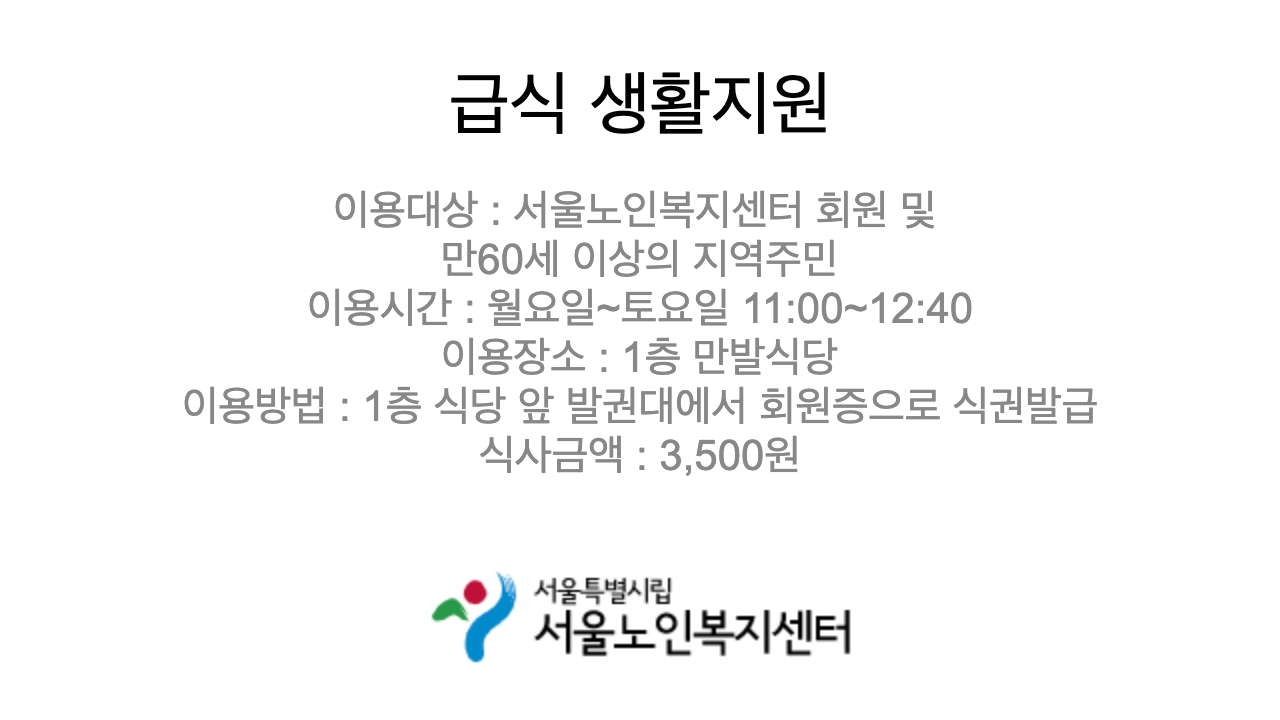 급식 생활지원
이용대상 : 서울노인복지센터 회원 및
만60세 이상의 지역주민
이용시간 : 월요일~토요일 11:00~12:40
이용장소 : 1층 만발식당
이용방법 : 1층 식당 앞 발권대에서 회원증으로 식권발급
식사금액 : 3,500원
서울특별시립
서울노인복지센터